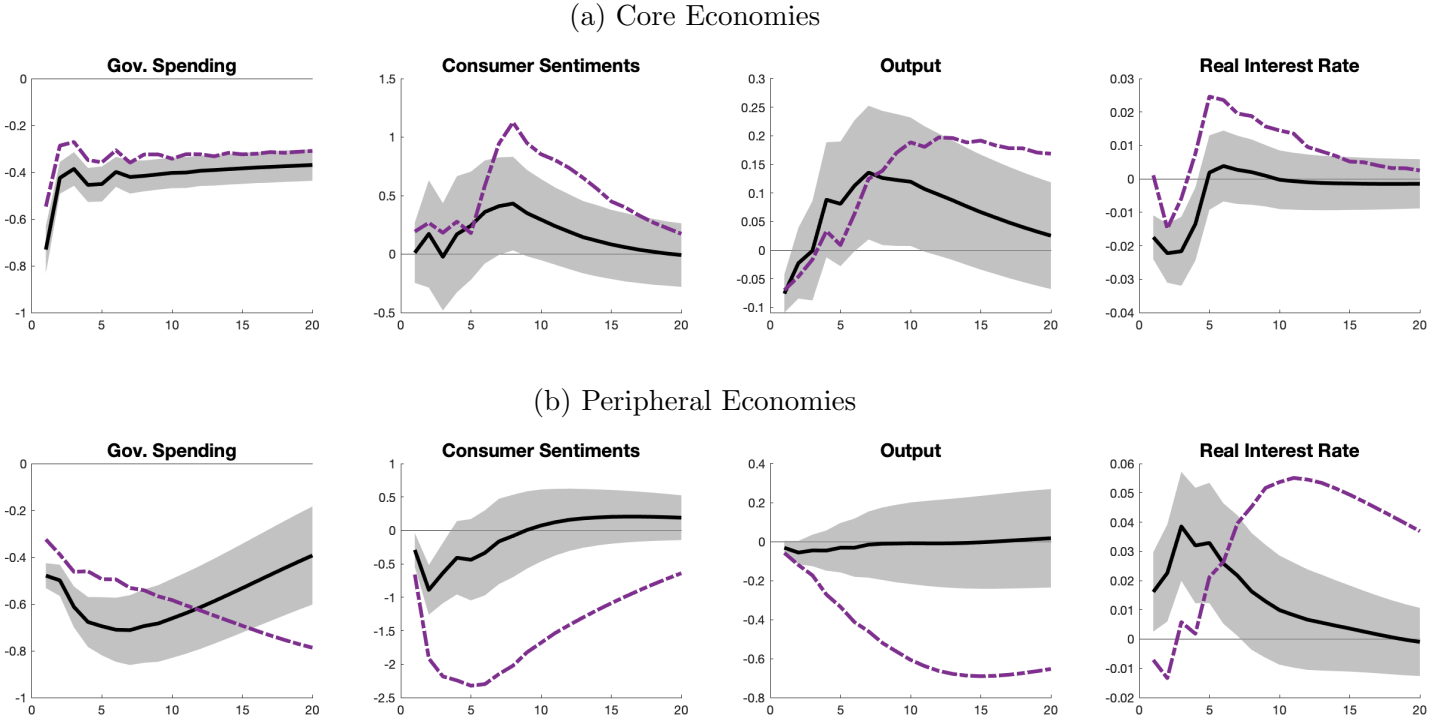 (a) Core Economies
Gov. Spending Consumer Sentiments Output Real Interest Rate
0 1.5 0.3 0.03
0.25
-0.2 1 0.2 0.02
0.15 0.01
-0.4 0.5 0.1 0
-0.6 0.05 -0.01
0 0
-0.8 -0.05 -0.02
-0.03
-0.1
-1 -0.5 -0.04
0 5 10 15 20 0 5 10 15 20 0 5 10 15 20 0 5 10 15 20
(b) Peripheral Economies
Gov. Spending Consumer Sentiments Output Real Interest Rate
0 1 0.4 0.06
0.5 0.05
-0.2 0.2 0.04
0 0
-0.4 -0.5 0.03
-0.2 0.02
-0.6 -1 0.01
-1.5 -0.4
-0.8 -2 -0.6 0
-0.01
-1 -2.5 -0.8 -0.02
0 5 10 15 20 0 5 10 15 20 0 5 10 15 20 0 5 10 15 20